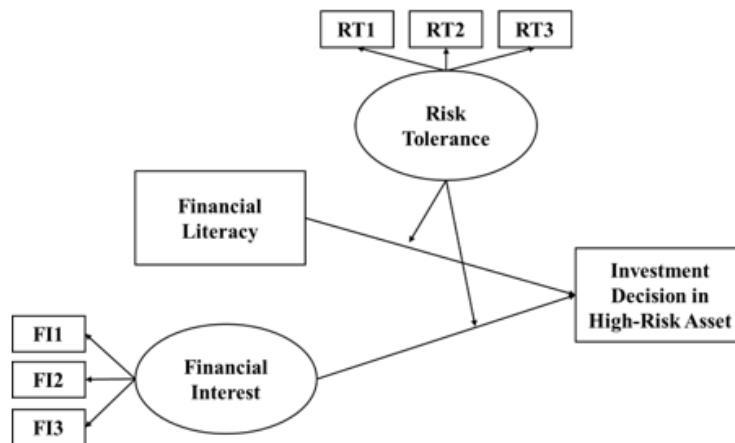 RT1 RT2 RT3
Risk
Tolerance
Financial
Literacy
Investment
Decision in
High-Risk Asset
FI1
FI2
FI3
Financial
Interest